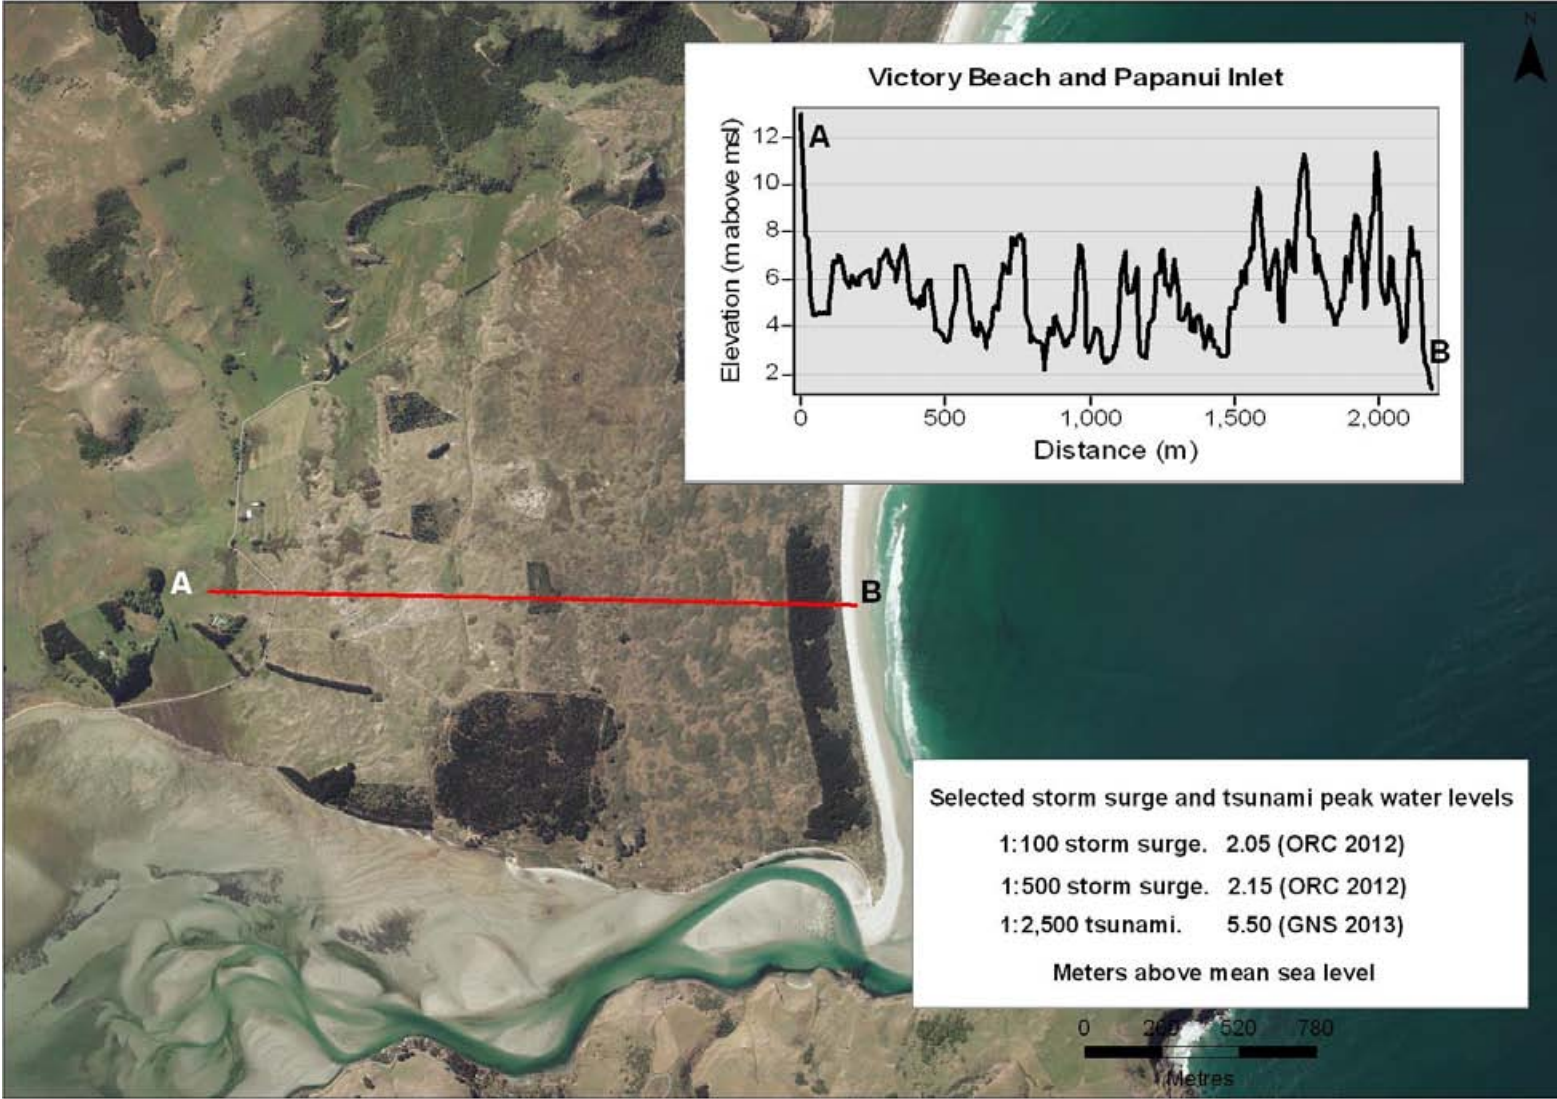 N
Victory Beach and Papanui Inlet
Elevation (m above msl)
12
10
8
6
4
2
A
B
0 500 1,000 1,500 2,000
Distance (m)
A
B
Selected storm surge and tsunami peak water levels
1:100 storm surge. 2.05 (ORC 2012)
1:500 storm surge. 2.15 (ORC 2012)
1:2,500 tsunami. 5.50 (GNS 2013)
Meters above mean sea level
0 260 520 780
Metres